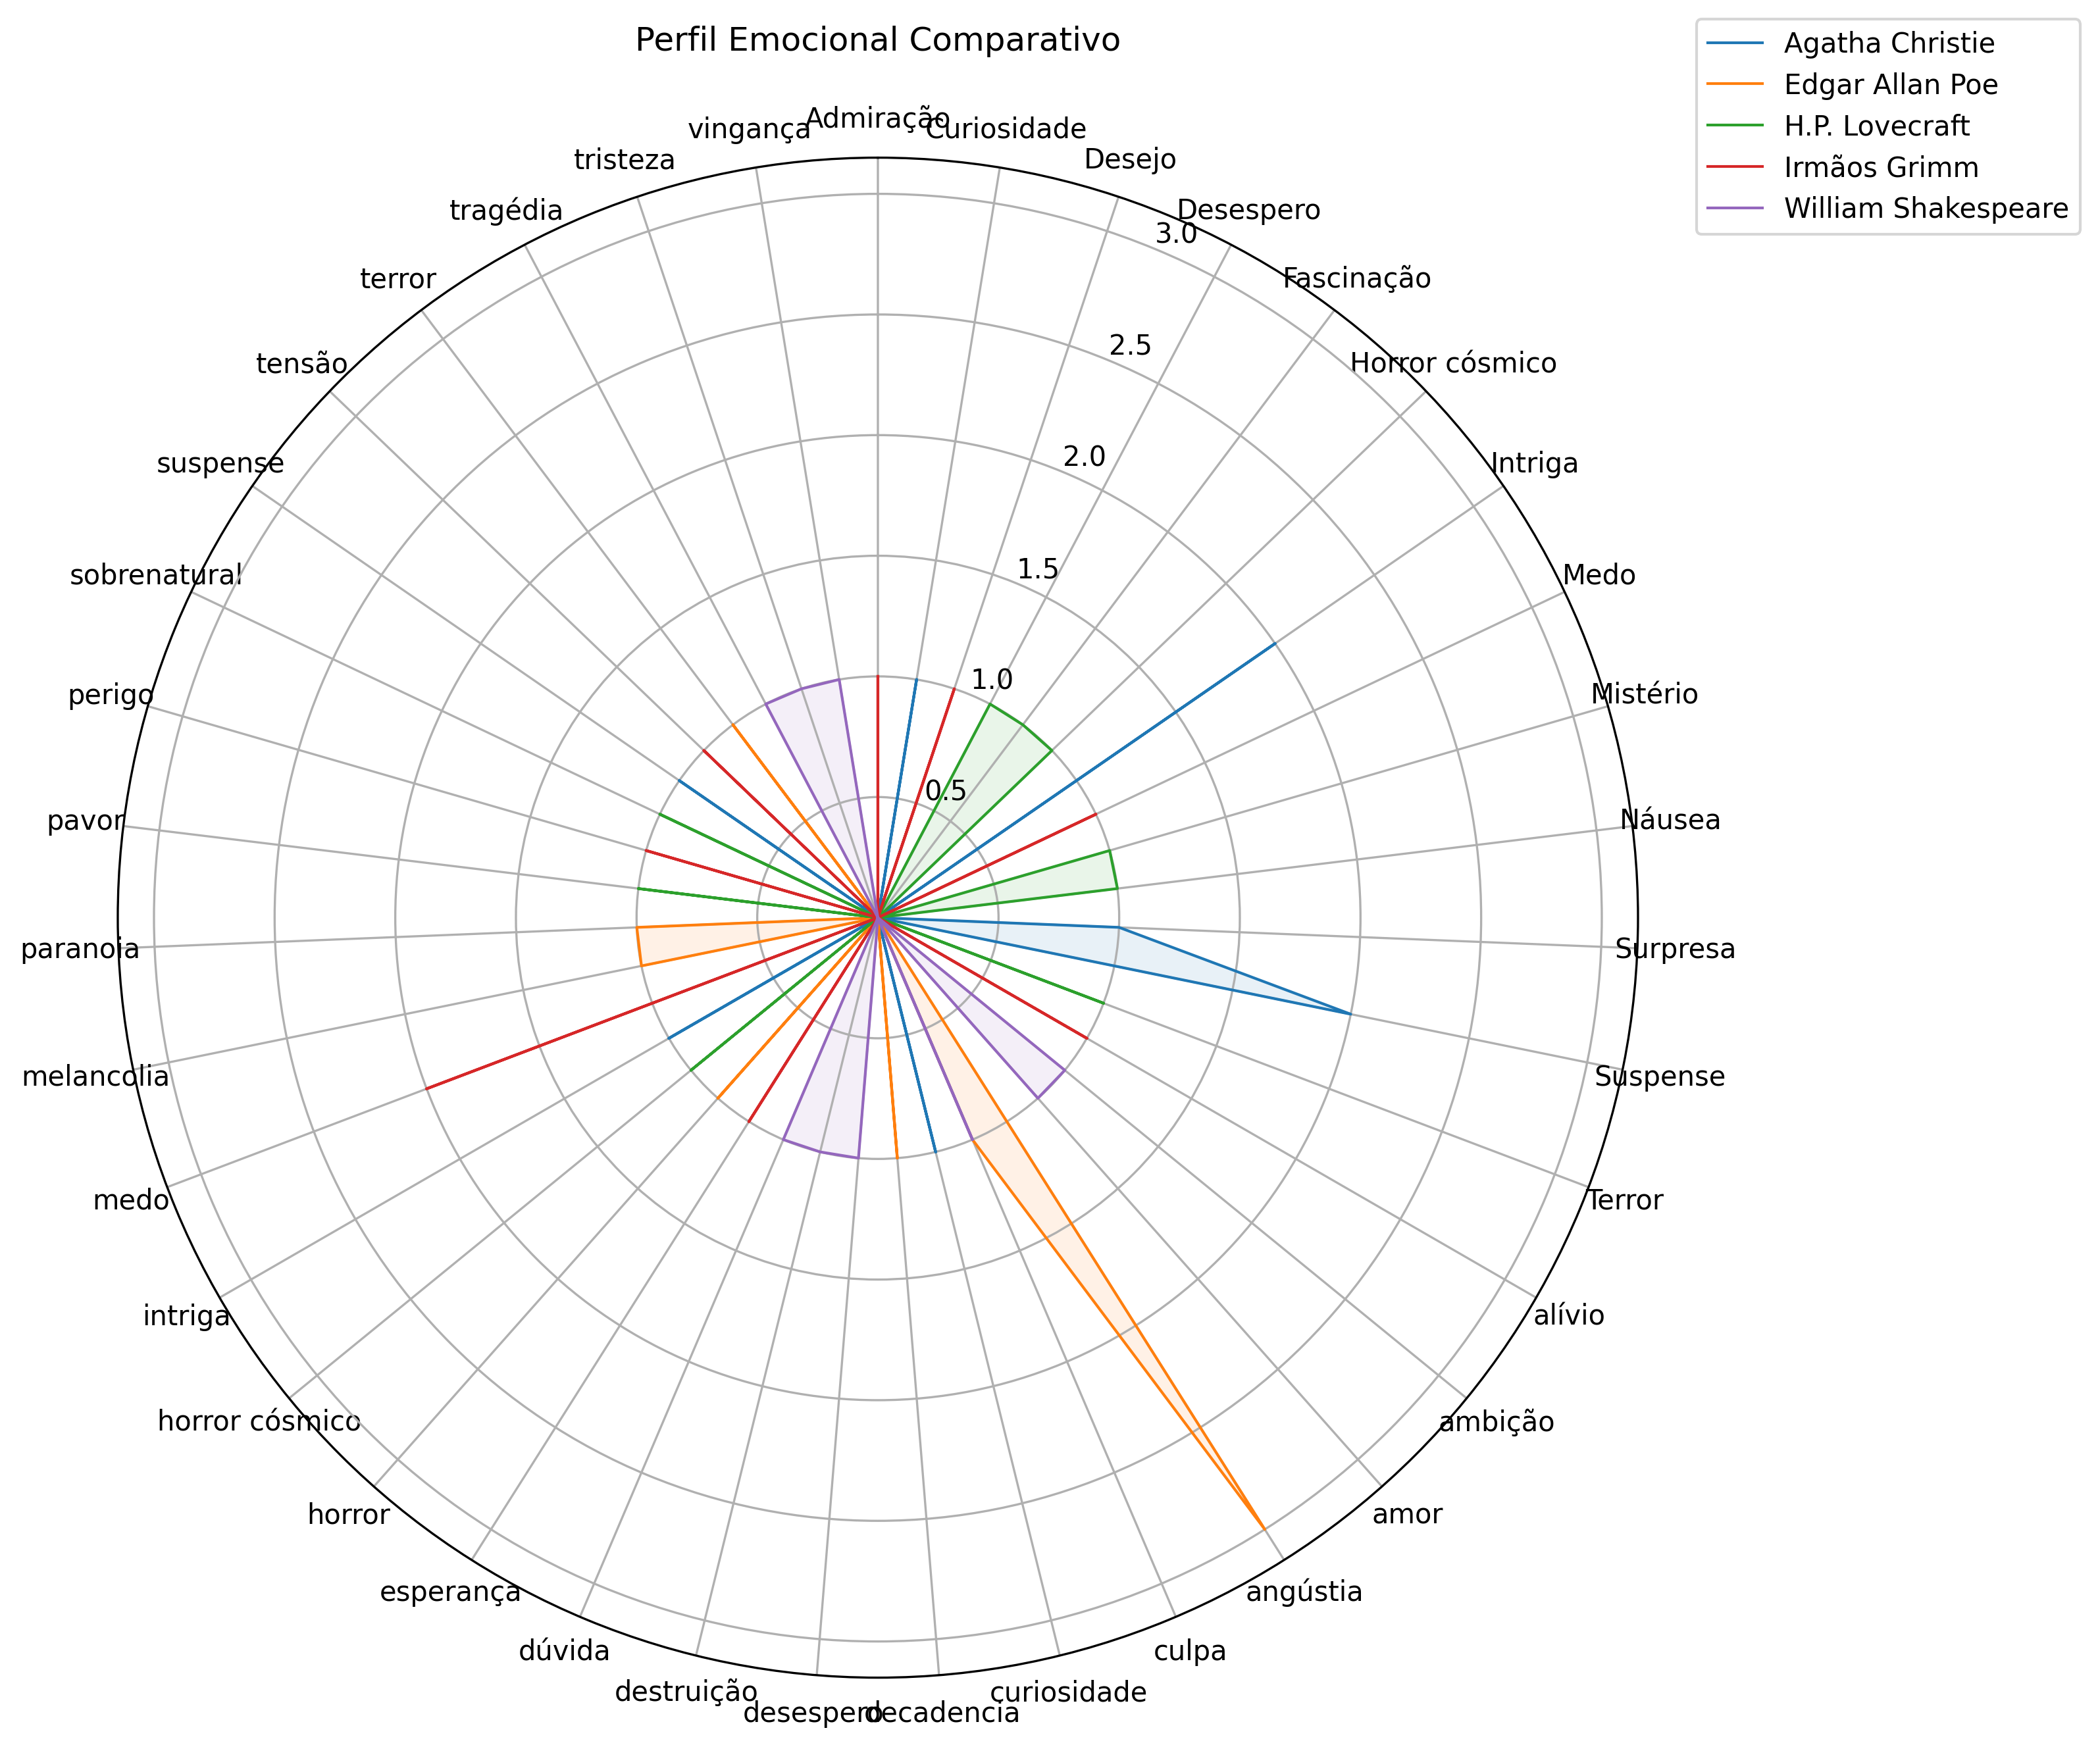 Perfil Emocional Comparativo
Agatha Christie
Edgar Allan Poe
H.P. Lovecraft
Irmãos Grimm
William Shakespeare
Admiração
Curiosidade
Desejo
Desespero
Fascinação
Horror cósmico
Intriga
Medo
Mistério
Náusea
Surpresa
Suspense
Terror
alívio
ambição
amor
angústia
culpa
curiosidade
decadencia
desespero
destruição
dúvida
esperança
horror
horror cósmico
intriga
medo
melancolia
paranoia
pavor
perigo
sobrenatural
suspense
tensão
terror
tragédia
tristeza
vingança
3.0
2.5
2.0
1.5
1.0
0.5